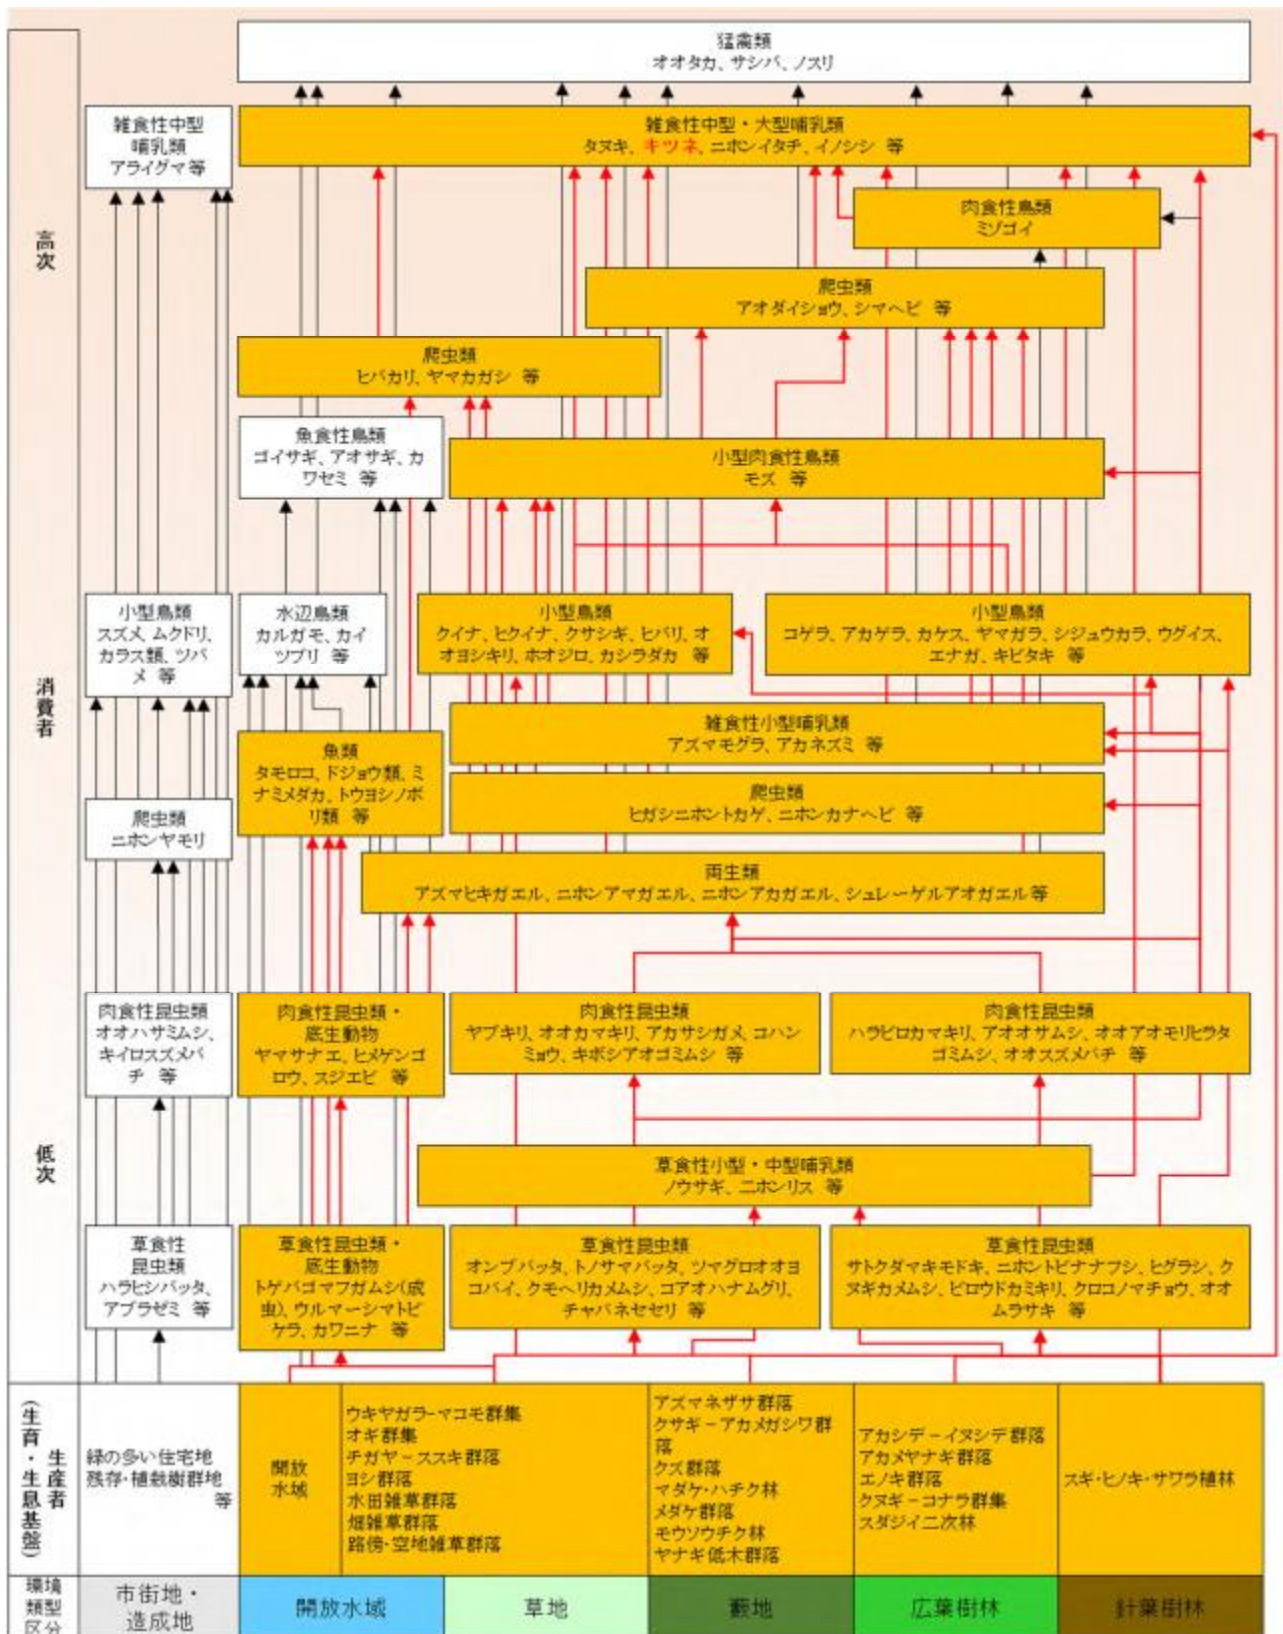 猛禽類
オオタカ、サシバ、ノスリ
雑食性中型
哺乳類
アライグマ等
雑食性中型・大型哺乳類
タヌキ、キツネ、ニホンイタチ、イノシシ 等
肉食性鳥類
ミゾゴイ
高次
爬虫類
アオダイショウ、シマヘビ 等
爬虫類
ヒバカリ、ヤマカガシ 等
魚食性鳥類
ゴイサギ、アオサギ、カ
ワセミ 等
小型肉食性鳥類
モズ 等
小型鳥類
スズメ、ムクドリ、
カラス類、ツバ
メ 等
水辺鳥類
カルガモ、カイ
ツブリ 等
小型鳥類
クイナ、ヒクイナ、クサシギ、ヒバリ、オ
オヨシキリ、ホオジロ、カシラダカ 等
小型鳥類
コゲラ、アカゲラ、カケス、ヤマガラ、シジュウカラ、ウグイス、
エナガ、キビタキ 等
消費者
雑食性小型哺乳類
アズマモグラ、アカネズミ 等
魚類
タモロコ、ドジョウ類、ミ
ナミメダカ、トウヨシノボ
リ類 等
爬虫類
ニホンヤモリ
爬虫類
ヒガシニホントカゲ、ニホンカナヘビ 等
両生類
アズマヒキガエル、ニホンアマガエル、ニホンアカガエル、シュレーゲルアオガエル等
肉食性昆虫類
オオハサミムシ、
キイロスズメバ
チ 等
肉食性昆虫類・
底生動物
ヤマサナエ、ヒメゲンゴ
ロウ、スジエビ 等
肉食性昆虫類
ヤブキリ、オオカマキリ、アカサシガメ、コハン
ミョウ、キボシアオゴミムシ 等
肉食性昆虫類
ハラビロカマキリ、アオオサムシ、オオアオモリヒラタ
ゴミムシ、オオスズメバチ 等
低次
草食性小型・中型哺乳類
ノウサギ、ニホンリス 等
草食性
昆虫類
ハラヒシバッタ、
アブラゼミ 等
草食性昆虫類・
底生動物
トゲバゴマフガムシ(成
虫)、ウルマーシマトビ
ケラ、カワニナ 等
草食性昆虫類
オンブバッタ、トノサマバッタ、ツマグロオオヨ
コバイ、クモヘリカメムシ、コアオハナムグリ、
チャバネセセリ 等
草食性昆虫類
サトクダマキモドキ、ニホントビナナフシ、ヒグラシ、ク
ヌギカメムシ、ビロウドカミキリ、クロコノマチョウ、オオ
ムラサキ 等
生産者
(生育・生息基盤)
緑の多い住宅地
残存・植栽樹群地
等
開放
水域
ウキヤガラーマコモ群集
オギ群集
チガヤーススキ群落
ヨシ群落
水田雑草群落
畑雑草群落
路傍・空地雑草群落
アズマネザサ群落
クサギーアカメガシワ群
落
クズ群落
マダケ・ハチク林
メダケ群落
モウソウチク林
ヤナギ低木群落
アカシデーイヌシデ群落
アカメヤナギ群落
エノキ群落
クヌギーコナラ群集
スダジイ二次林
スギ・ヒノキ・サワラ植林
環境
類型
区分
市街地・
造成地
開放水域
草地
藪地
広葉樹林
針葉樹林